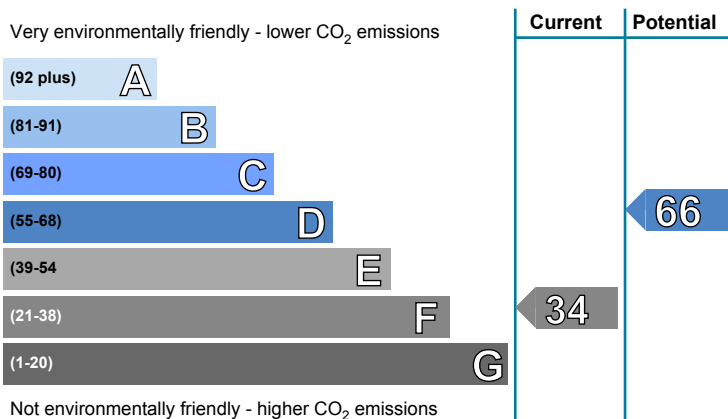 Very environmentally friendly - lower CO₂ emissions
Current
Potential
(92 plus) A
(81-91) B
(69-80) C
(55-68) D
66
(39-54 E
(21-38) F
34
(1-20) G
Not environmentally friendly - higher CO₂ emissions